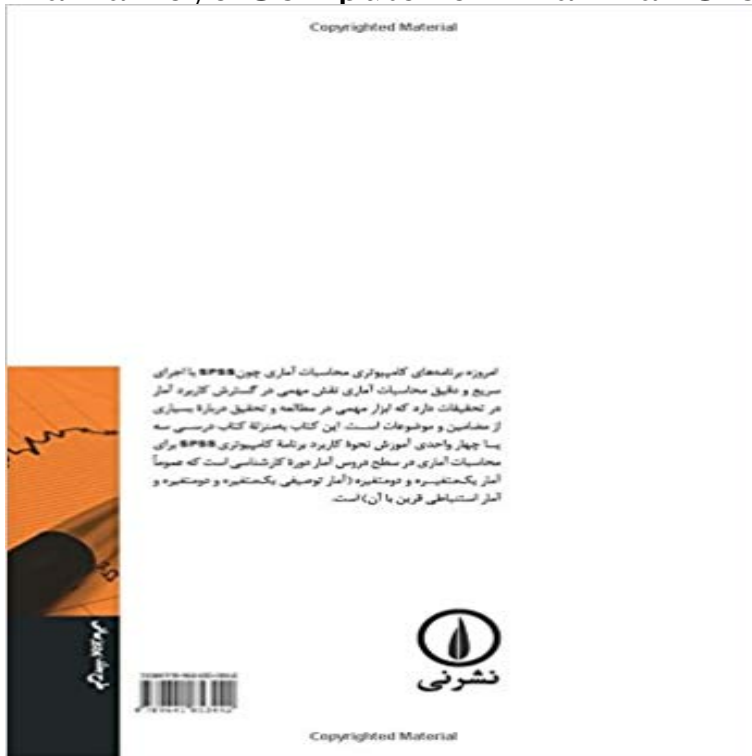 Copyrighted Material
امروزه برنامه‌های کامپیوتری محاسبات آماری چون SPSS با اجرای
سریع و دقیق محاسبات آماری نقش مهمی در گسترش کاربرد آمار
در تحقیقات دارد که ابزار مهمی در مطالعه و تحقیق دربارهٔ بسیاری
از مضامین و موضوعات است. این کتاب به‌منزلهٔ کتاب درسی سه
یا چهار واحدی آموزش نحوهٔ کاربرد برنامهٔ کامپیوتری SPSS برای
محاسبات آماری در سطح دروس آمار دورهٔ کارشناسی است که عموماً
آمار یک‌متغیره و دومتغیره (آمار توصیفی یک‌متغیره و دومتغیره و
آمار استنباطی قرین با آن) است.
نشرنی
Copyrighted Material